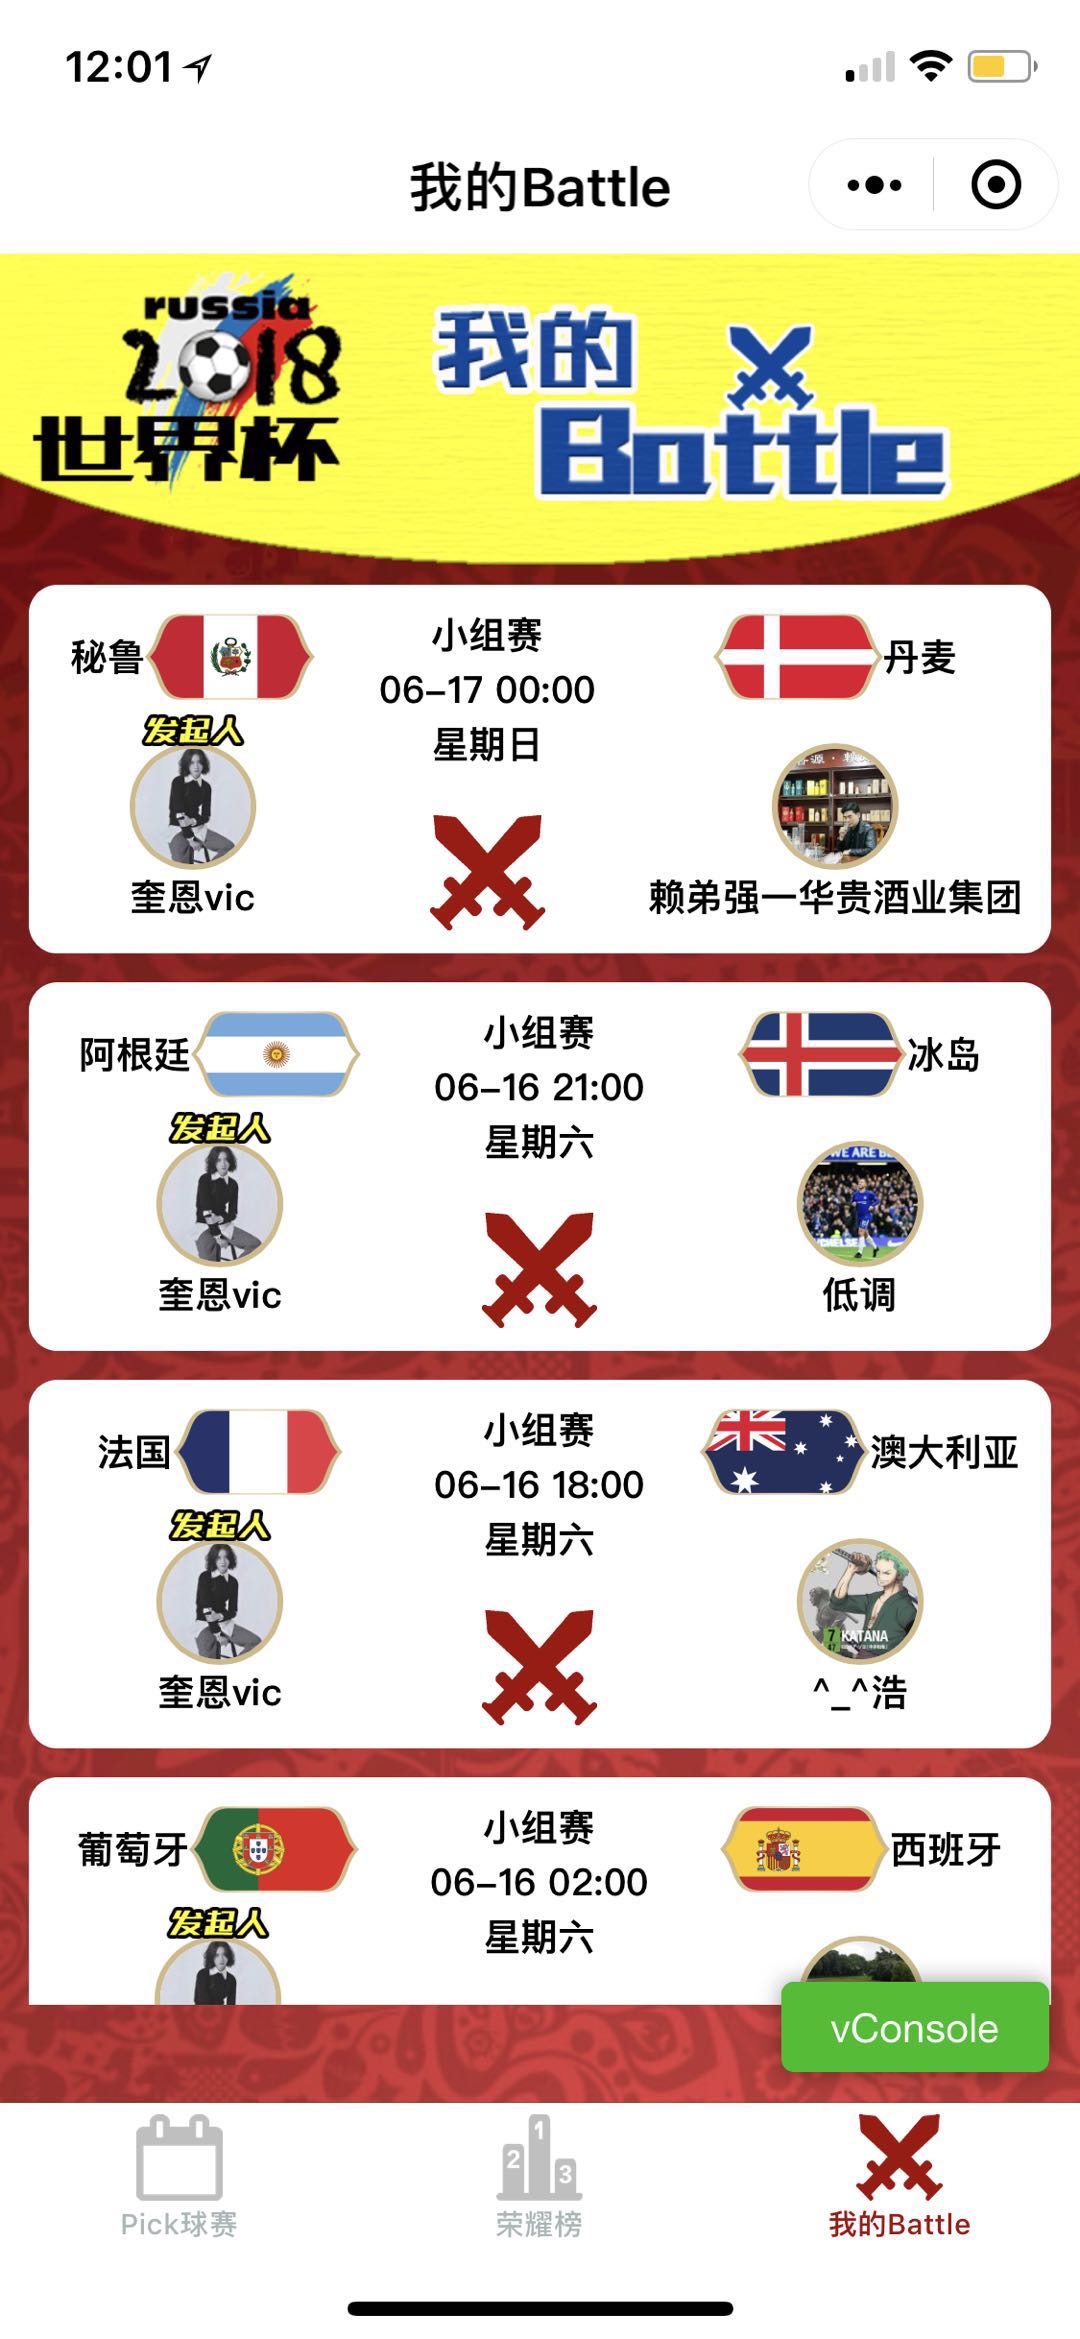 12:01
我的Battle
russia
2018
世界杯
我的
Battle
秘鲁
小组赛
丹麦
06-17 00:00
星期日
发起人
奎恩vic
赖弟强—华贵酒业集团
阿根廷
小组赛
冰岛
06-16 21:00
星期六
发起人
WE ARE
奎恩vic
低调
法国
小组赛
澳大利亚
06-16 18:00
星期六
发起人
7 KATANA
奎恩vic
^_^浩
葡萄牙
小组赛
西班牙
06-16 02:00
星期六
发起人
vConsole
1
2
3
Pick球赛
荣耀榜
我的Battle